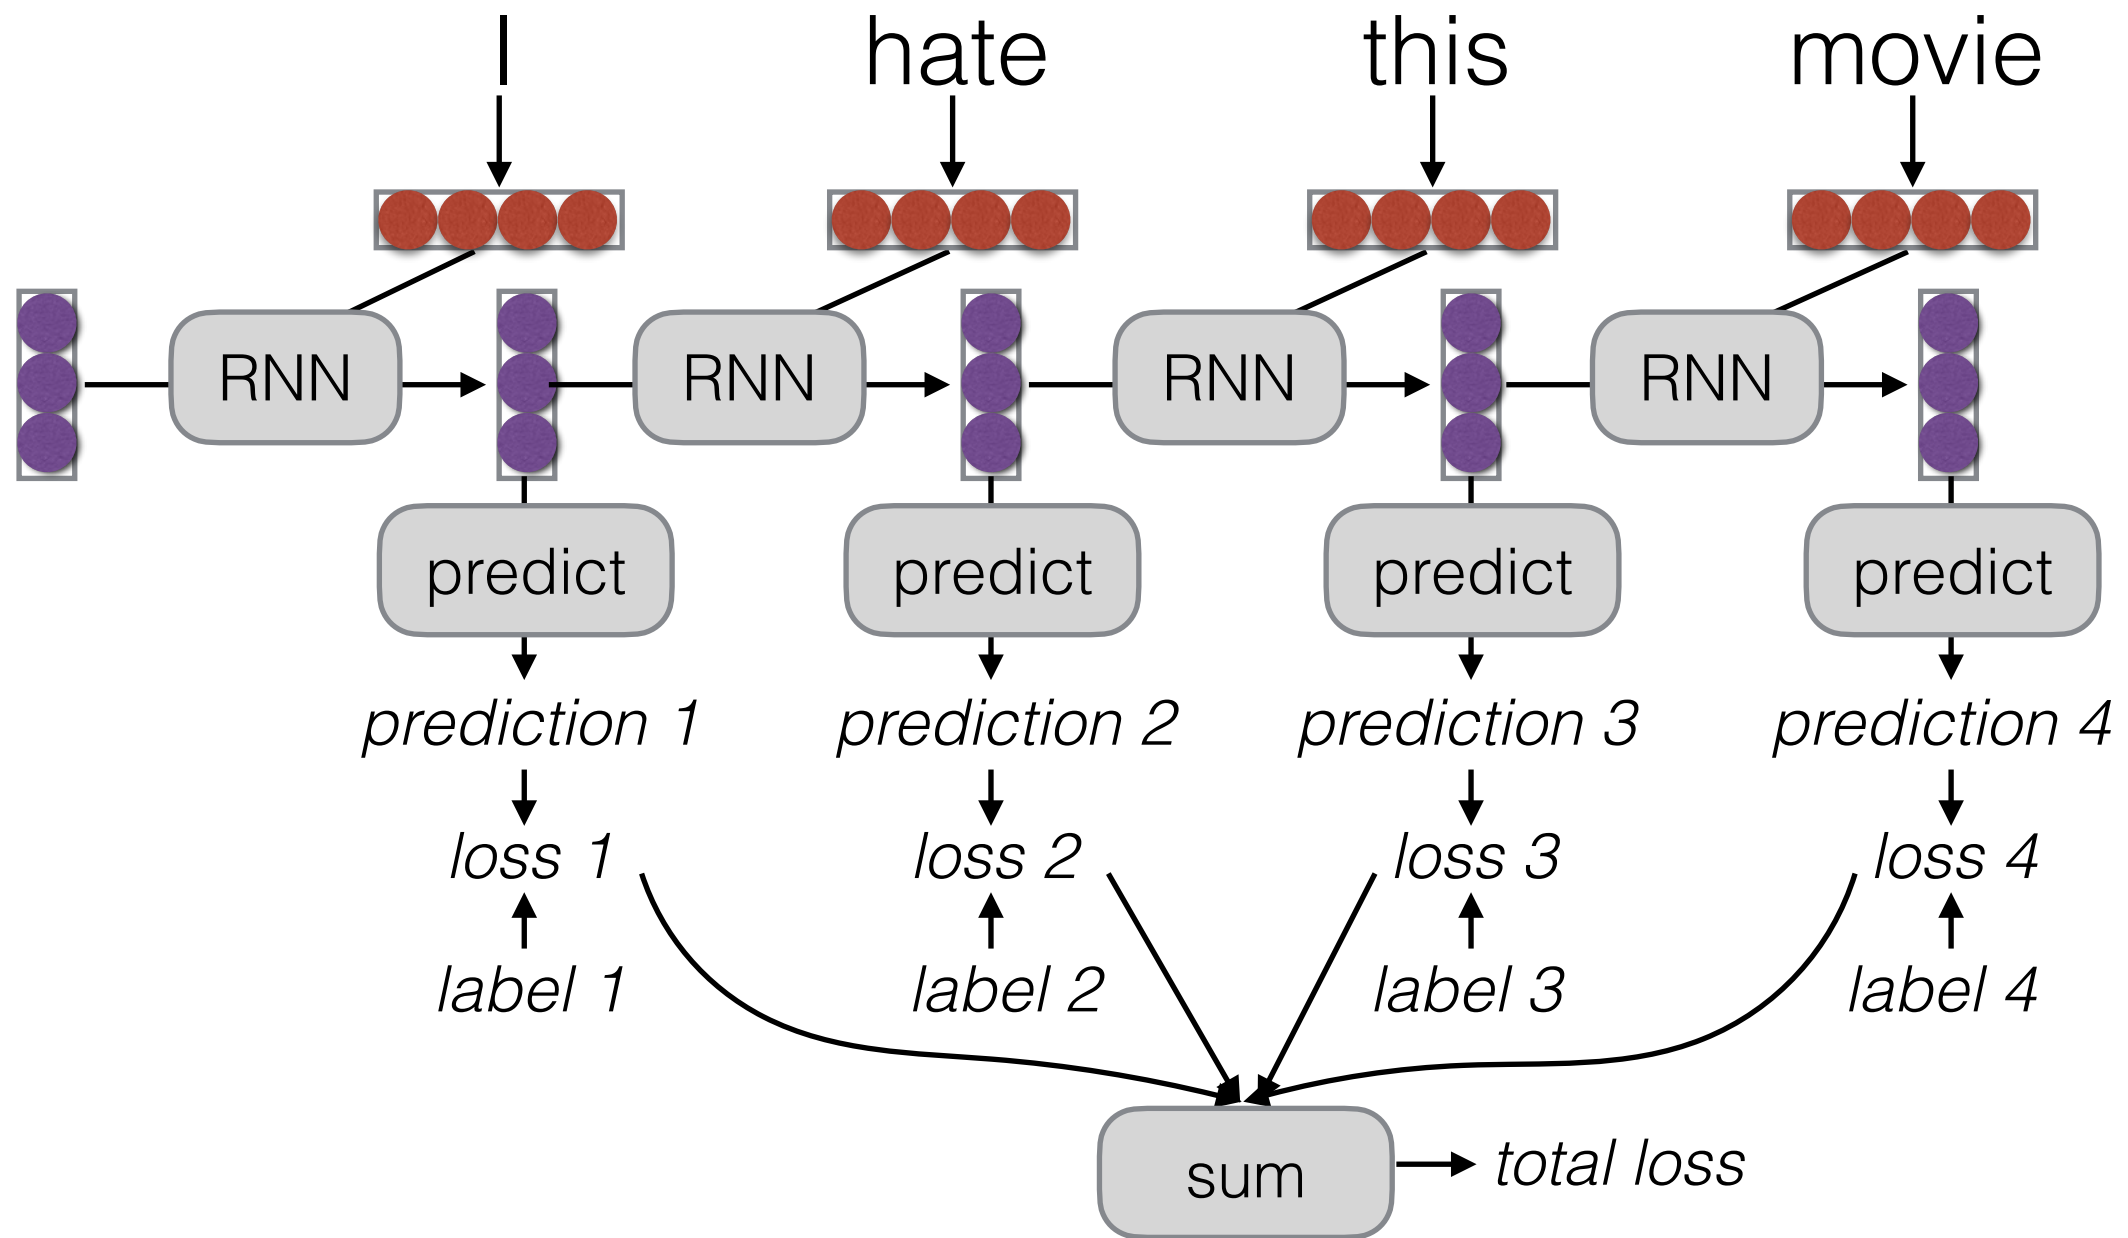 I hate this movie
RNN RNN RNN RNN
predict predict predict predict
prediction 1 prediction 2 prediction 3 prediction 4
loss 1 loss 2 loss 3 loss 4
label 1 label 2 label 3 label 4
sum total loss